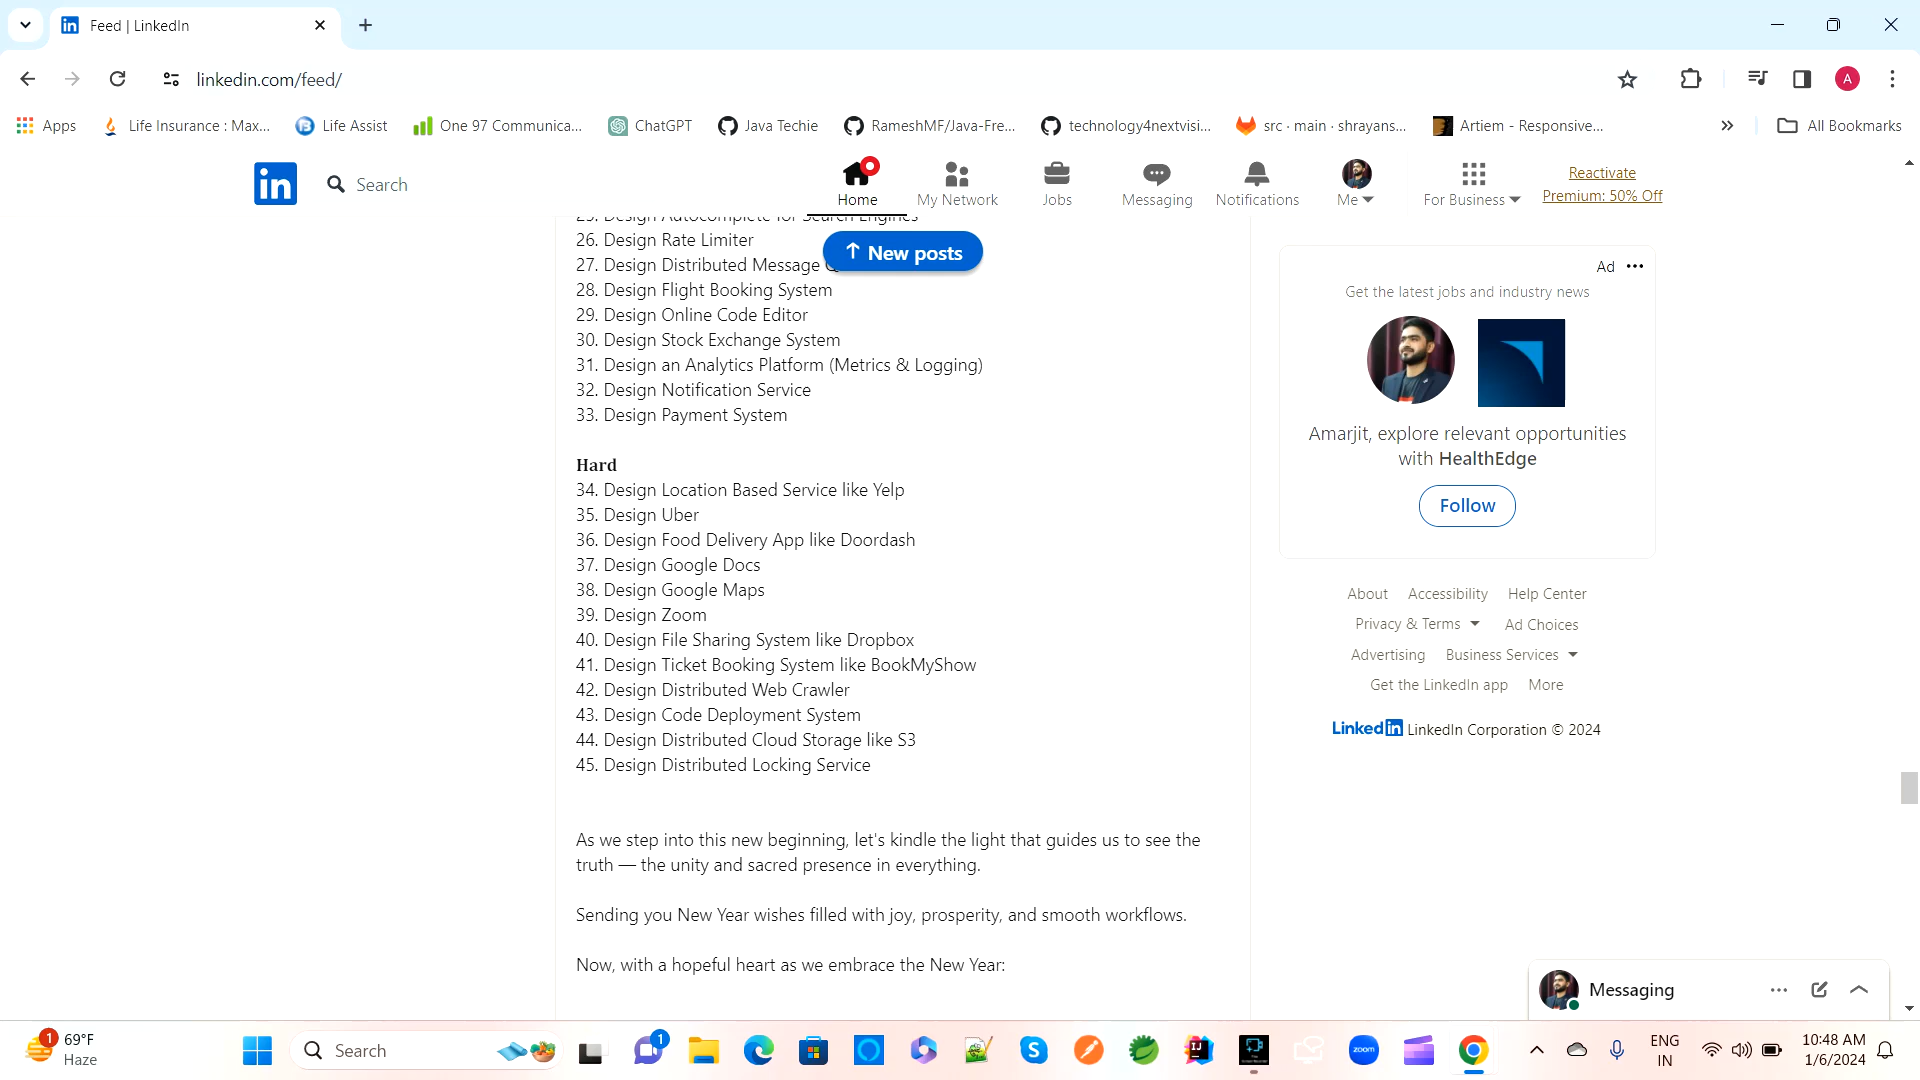 Feed | LinkedIn
linkedin.com/feed/
A
Apps
Life Insurance : Max...
Life Assist
One 97 Communica...
ChatGPT
Java Techie
RameshMF/Java-Fre...
technology4nextvisi...
src · main · shrayans...
Artiem - Responsive...
All Bookmarks
in
Search
Home
My Network
Jobs
Messaging
Notifications
Me
For Business
Reactivate
Premium: 50% Off
25. Design Autocomplete for Search Engines
New posts
26. Design Rate Limiter
27. Design Distributed Message Q
28. Design Flight Booking System
29. Design Online Code Editor
30. Design Stock Exchange System
31. Design an Analytics Platform (Metrics & Logging)
32. Design Notification Service
33. Design Payment System
Hard
34. Design Location Based Service like Yelp
35. Design Uber
36. Design Food Delivery App like Doordash
37. Design Google Docs
38. Design Google Maps
39. Design Zoom
40. Design File Sharing System like Dropbox
41. Design Ticket Booking System like BookMyShow
42. Design Distributed Web Crawler
43. Design Code Deployment System
44. Design Distributed Cloud Storage like S3
45. Design Distributed Locking Service
As we step into this new beginning, let's kindle the light that guides us to see the
truth — the unity and sacred presence in everything.
Sending you New Year wishes filled with joy, prosperity, and smooth workflows.
Now, with a hopeful heart as we embrace the New Year:
Ad
Get the latest jobs and industry news
Amarjit, explore relevant opportunities
with HealthEdge
Follow
About Accessibility Help Center
Privacy & Terms Ad Choices
Advertising Business Services
Get the LinkedIn app More
LinkedIn LinkedIn Corporation © 2024
Messaging
1
69°F
Haze
Search
1
zoom
ENG
IN
10:48 AM
1/6/2024